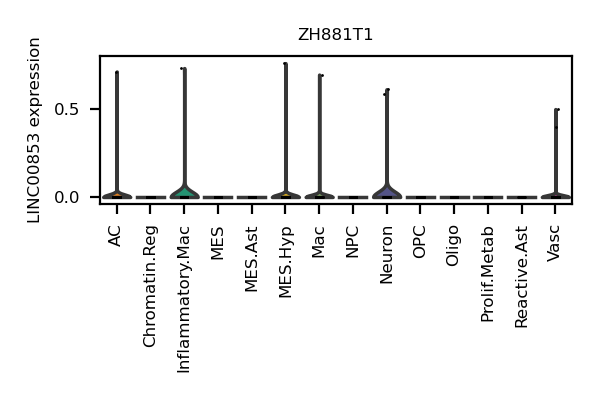 ZH881T1
LINC00853 expression
0.5
0.0
AC
Chromatin.Reg
Inflammatory.Mac
MES
MES.Ast
MES.Hyp
Mac
NPC
Neuron
OPC
Oligo
Prolif.Metab
Reactive.Ast
Vasc